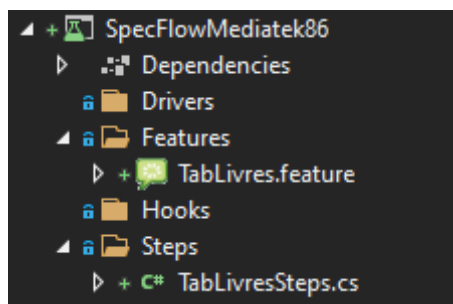 SpecFlowMediatek86
Dependencies
Drivers
Features
TabLivres.feature
Hooks
Steps
C# TabLivresSteps.cs